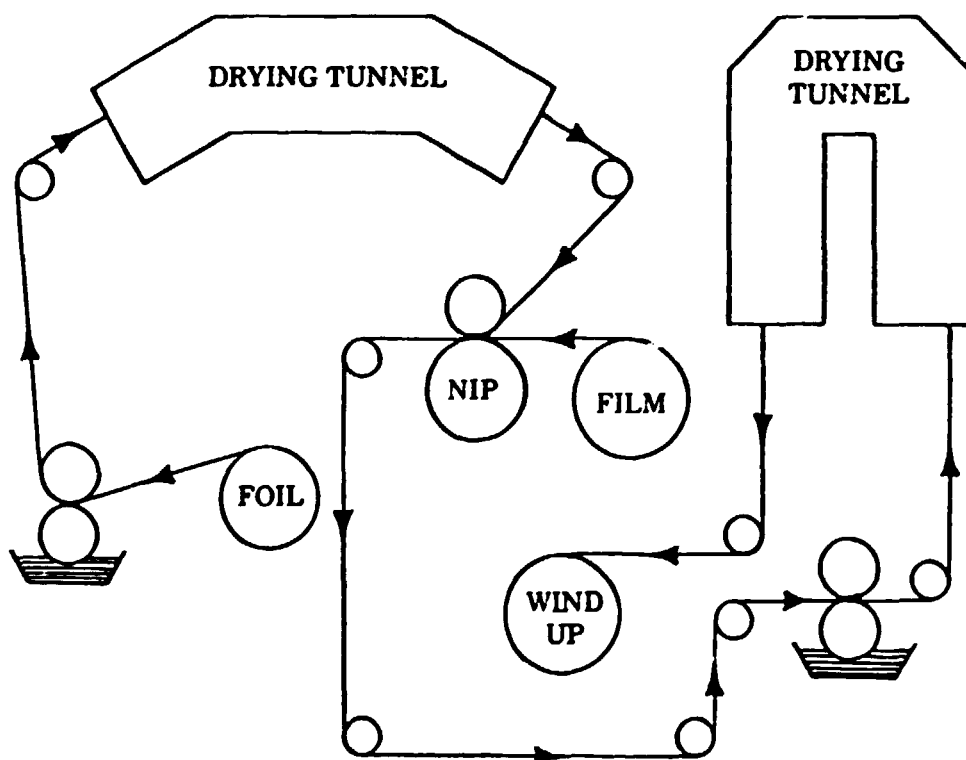 DRYING TUNNEL
DRYING
TUNNEL
NIP
FILM
FOIL
WIND
UP